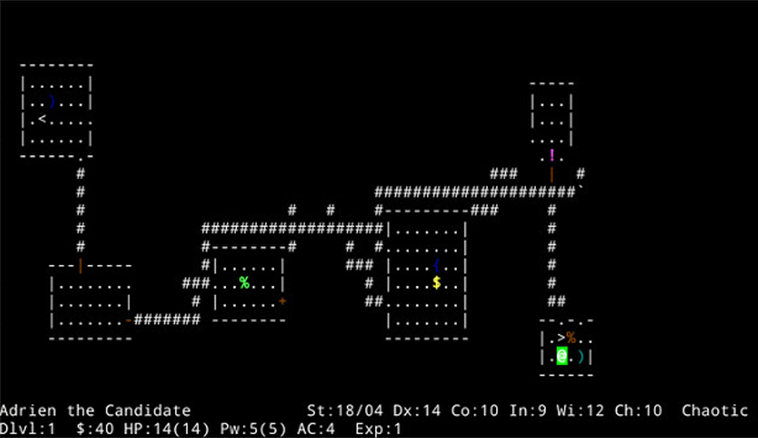 Adrien the Candidate St:18/04 Dx:14 Co:10 In:9 Wi:12 Ch:10 Chaotic
Dlvl:1 $:40 HP:14(14) Pw:5(5) AC:4 Exp:1